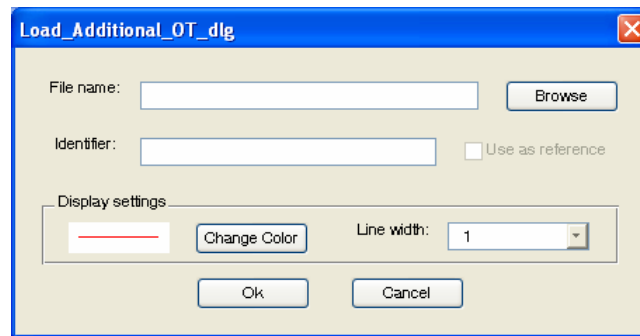 Load_Additional_OT_dlg
File name: Browse
Identifier: Use as reference
Display settings
Change Color Line width: 1
Ok Cancel